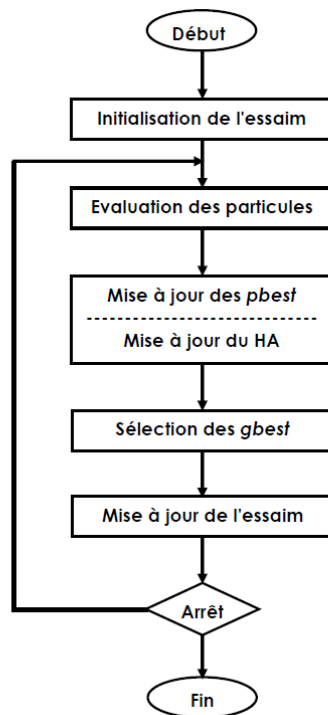 Début
Initialisation de l'essaim
Evaluation des particules
Mise à jour des pbest
Mise à jour du HA
Sélection des gbest
Mise à jour de l'essaim
Arrêt
Fin